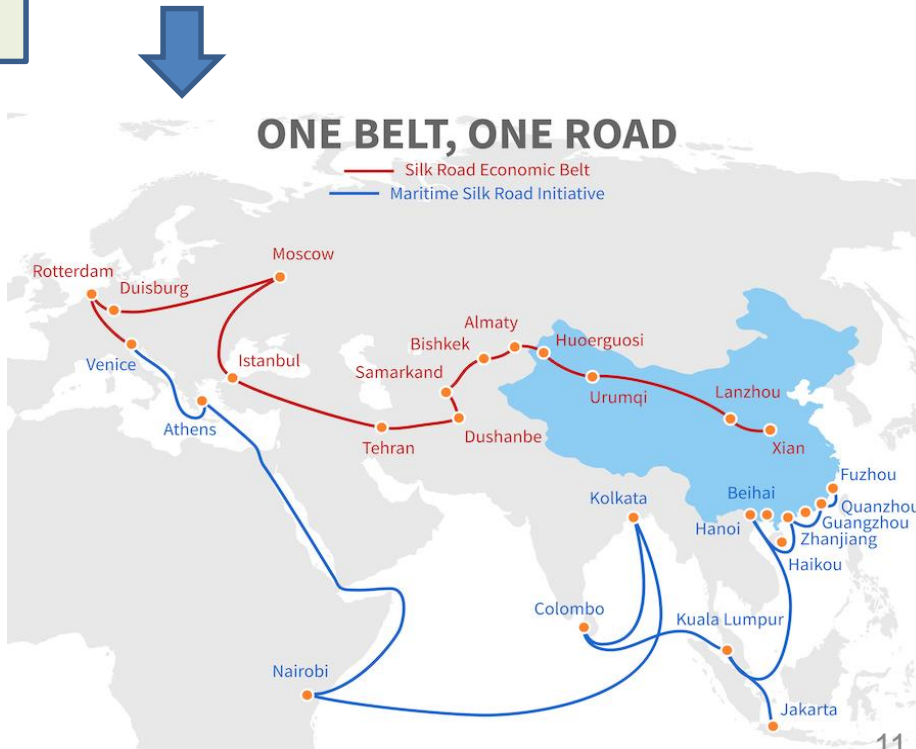 ONE BELT, ONE ROAD
Silk Road Economic Belt
Maritime Silk Road Initiative
Moscow
Rotterdam
Duisburg
Almaty
Bishkek
Huoerguosi
Istanbul
Venice
Samarkand
Urumqi
Lanzhou
Athens
Tehran
Dushanbe
Xian
Fuzhou
Kolkata
Beihai
Quanzhou
Hanoi
Guangzhou
Zhanjiang
Haikou
Colombo
Kuala Lumpur
Nairobi
Jakarta
11